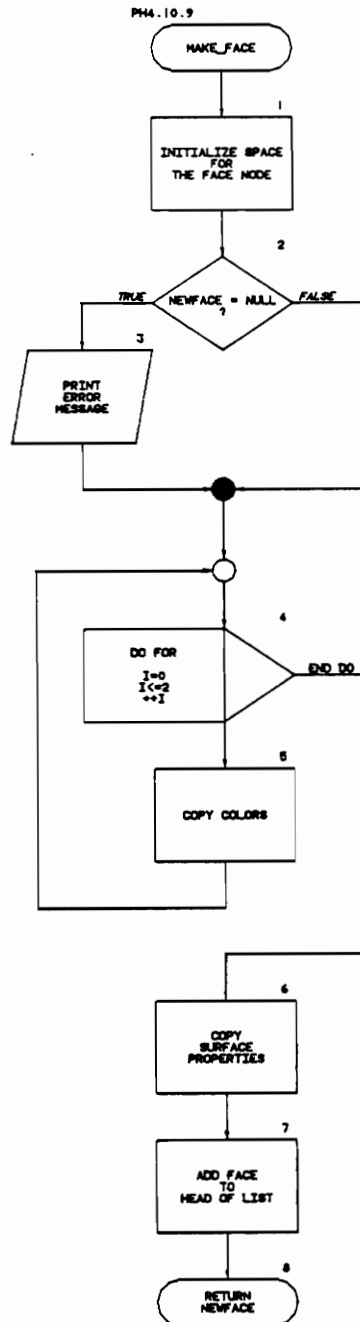 PH4.10.9
MAKE_FACE
1
INITIALIZE SPACE
FOR
THE FACE NODE
2
TRUE
NEWFACE = NULL
?
FALSE
3
PRINT
ERROR
MESSAGE
4
DO FOR
I=0
I<=2
++I
END DO
5
COPY COLORS
6
COPY
SURFACE
PROPERTIES
7
ADD FACE
TO
HEAD OF LIST
8
RETURN
NEWFACE